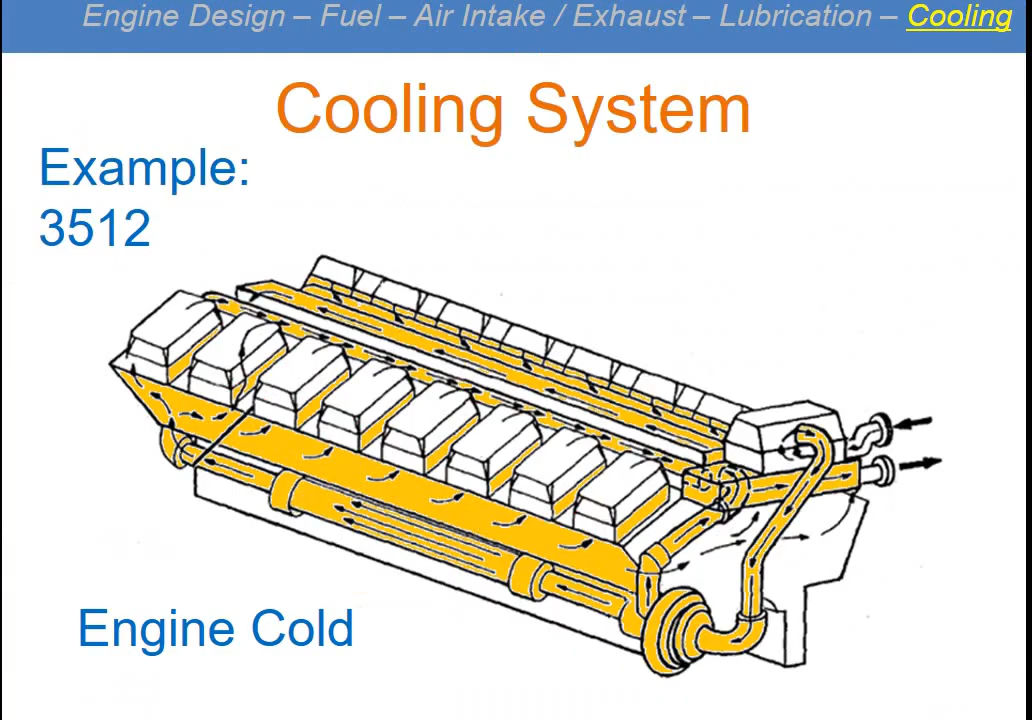 Engine Design – Fuel – Air Intake / Exhaust – Lubrication – Cooling
Cooling System
Example:
3512
Engine Cold